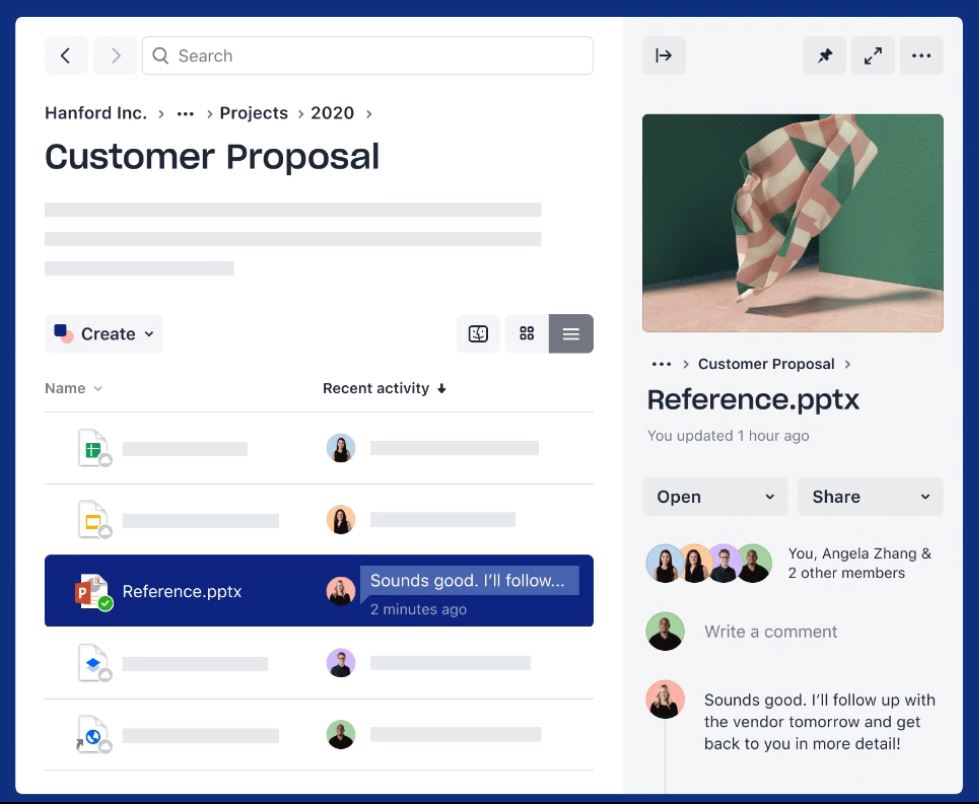 Search
Hanford Inc. > ••• > Projects > 2020 >
Customer Proposal
Create
Name
Recent activity ↓
P
Reference.pptx
Sounds good. I’ll follow...
2 minutes ago
••• > Customer Proposal >
Reference.pptx
You updated 1 hour ago
Open
Share
You, Angela Zhang &
2 other members
Write a comment
Sounds good. I’ll follow up with
the vendor tomorrow and get
back to you in more detail!